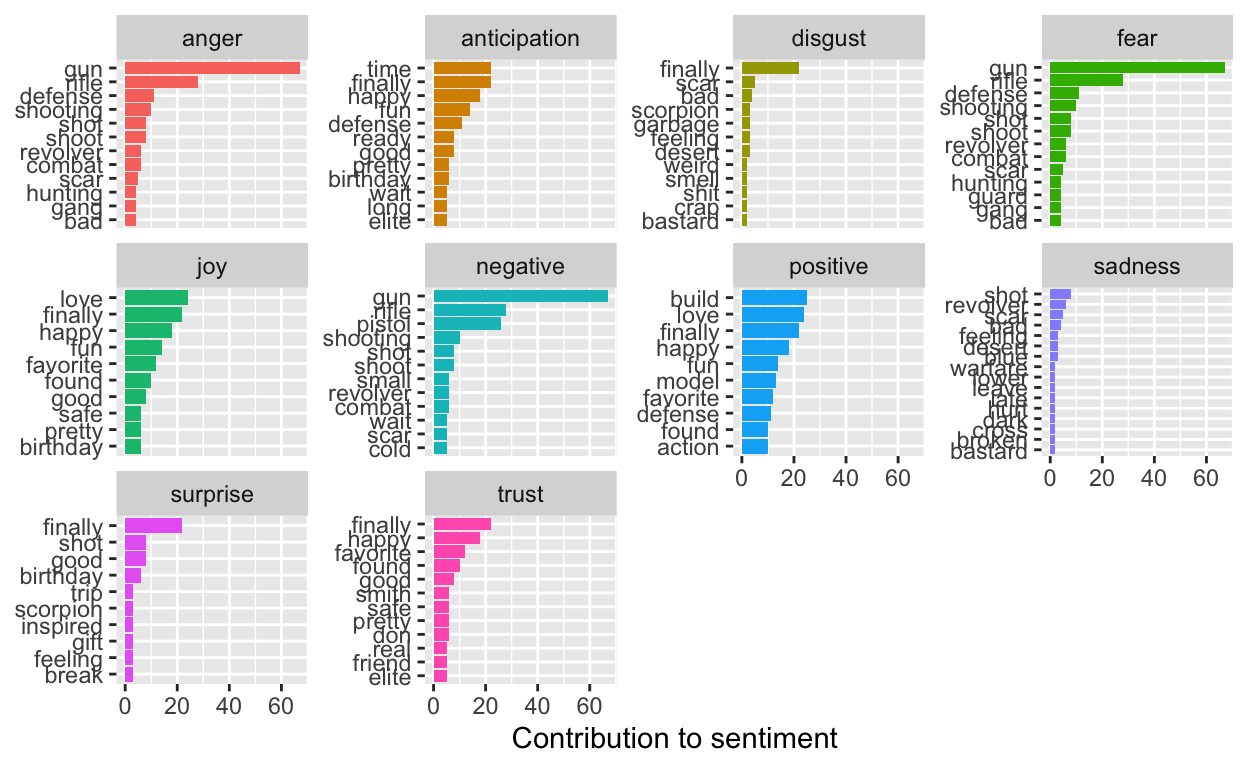 anger
gun
rifle
defense
shooting
shot
shoot
revolver
combat
scar
hunting
gang
bad
anticipation
time
finally
happy
fun
defense
ready
good
pretty
birthday
wait
long
elite
disgust
finally
scar
bad
scorpion
garbage
feeling
desert
weird
smell
shit
crap
bastard
fear
gun
rifle
defense
shooting
shot
shoot
revolver
combat
scar
hunting
guard
gang
bad
joy
love
finally
happy
fun
favorite
found
good
safe
pretty
birthday
negative
gun
rifle
pistol
shooting
shot
shoot
small
revolver
combat
wait
scar
cold
positive
build
love
finally
happy
fun
model
favorite
defense
found
action
0 20 40 60
sadness
shot
revolver
scar
bad
feeling
desert
blue
warfare
lower
leave
late
hurt
dark
cross
broken
bastard
0 20 40 60
surprise
finally
shot
good
birthday
trip
scorpion
inspired
gift
feeling
break
0 20 40 60
trust
finally
happy
favorite
found
good
smith
safe
pretty
don
real
friend
elite
0 20 40 60
Contribution to sentiment